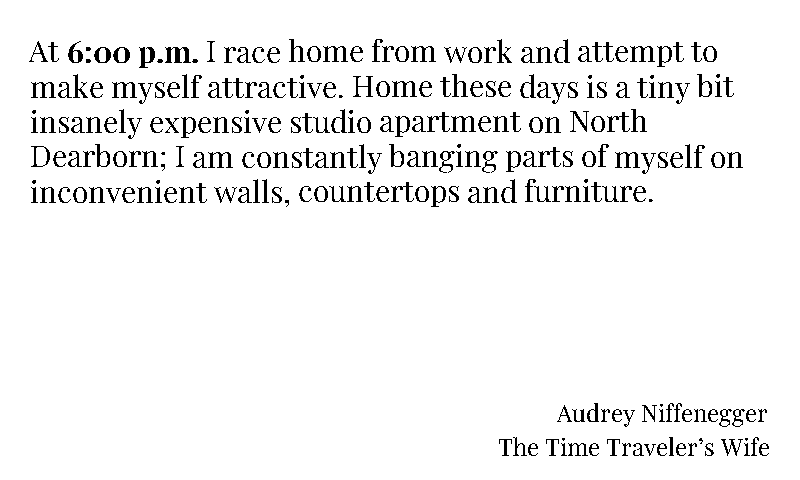 At 6:00 p.m. I race home from work and attempt to
make myself attractive. Home these days is a tiny bit
insanely expensive studio apartment on North
Dearborn; I am constantly banging parts of myself on
inconvenient walls, countertops and furniture.
Audrey Niffenegger
The Time Traveler’s Wife